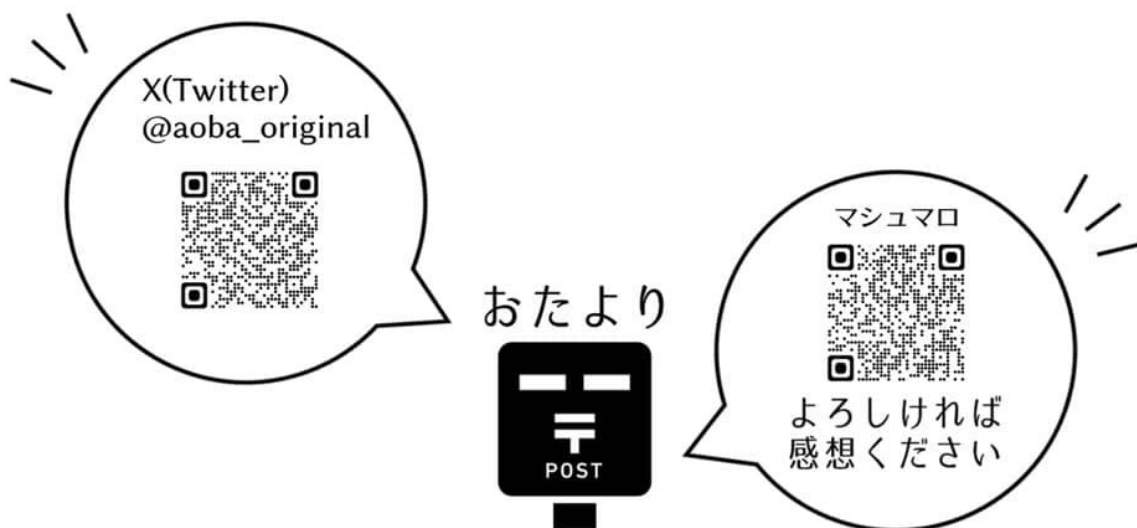 X(Twitter)
@aoba_original
おたより
〒
POST
マシュマロ
よろしければ
感想ください